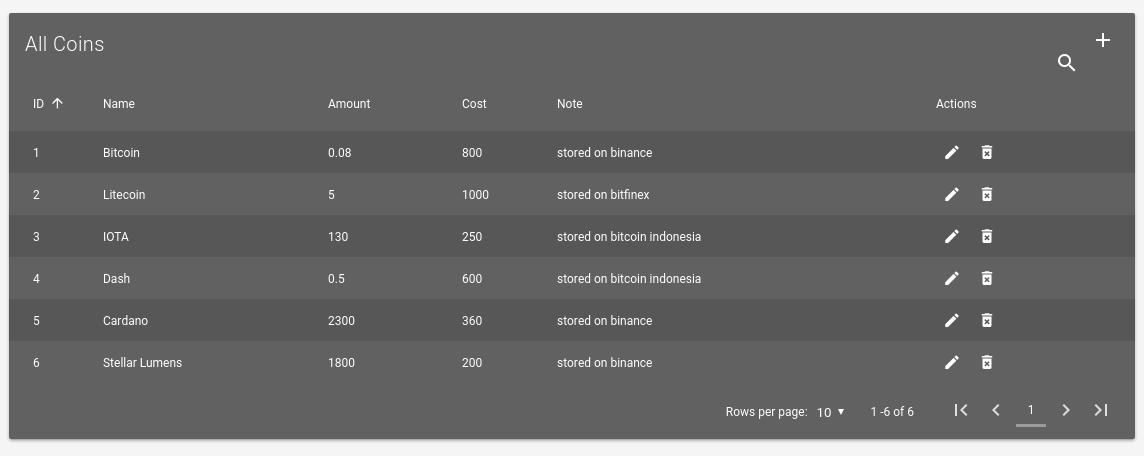 All Coins
ID Name Amount Cost Note Actions
1 Bitcoin 0.08 800 stored on binance
2 Litecoin 5 1000 stored on bitfinex
3 IOTA 130 250 stored on bitcoin indonesia
4 Dash 0.5 600 stored on bitcoin indonesia
5 Cardano 2300 360 stored on binance
6 Stellar Lumens 1800 200 stored on binance
Rows per page: 10 1 -6 of 6 1